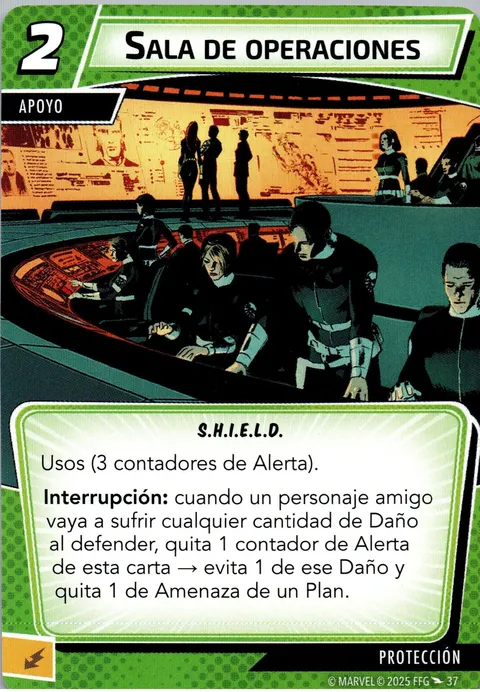 2
SALA DE OPERACIONES
APOYO
S.H.I.E.L.D.
Usos (3 contadores de Alerta).
Interrupción: cuando un personaje amigo
vaya a sufrir cualquier cantidad de Daño
al defender, quita 1 contador de Alerta
de esta carta → evita 1 de ese Daño y
quita 1 de Amenaza de un Plan.
PROTECCIÓN
© MARVEL © 2025 FFG 37